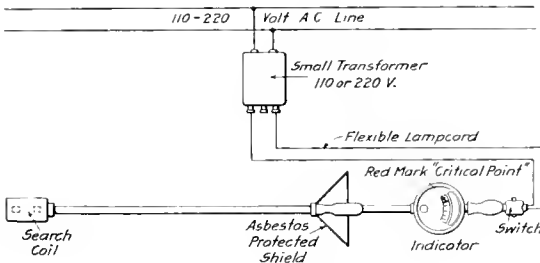 110-220 Volt A C Line
Small Transformer
110 or 220 V.
Flexible Lampcord
Red Mark "Critical Point"
Search
Coil
Asbestos
Protected
Shield
Indicator
Switch